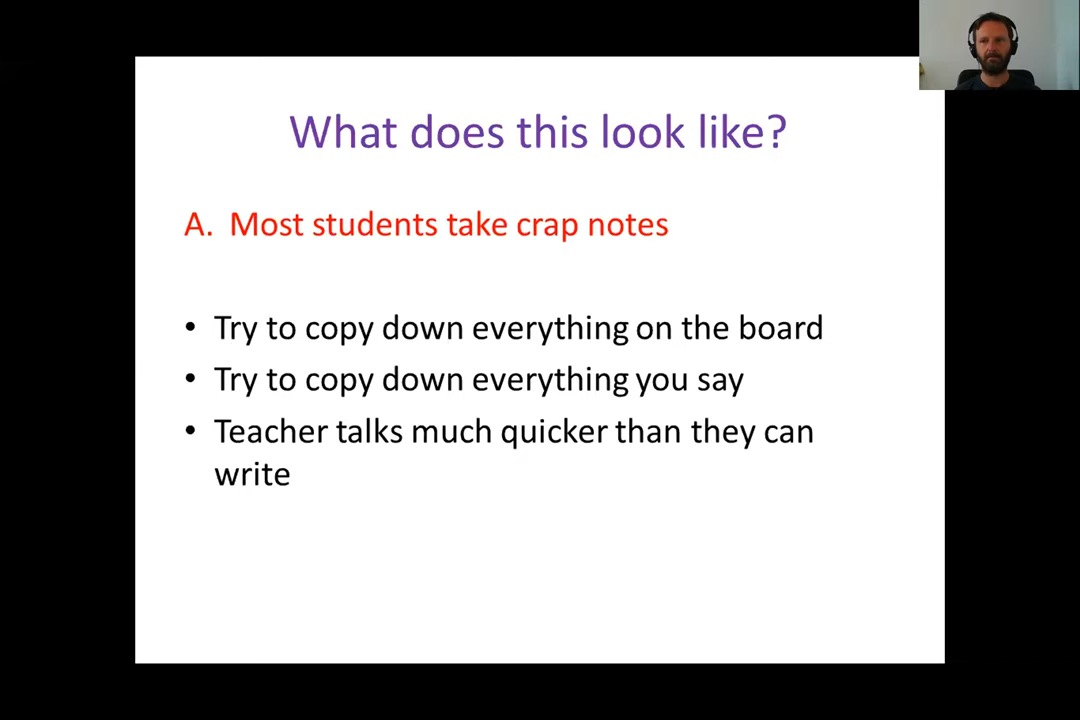 What does this look like?
A. Most students take crap notes
• Try to copy down everything on the board
• Try to copy down everything you say
• Teacher talks much quicker than they can
write